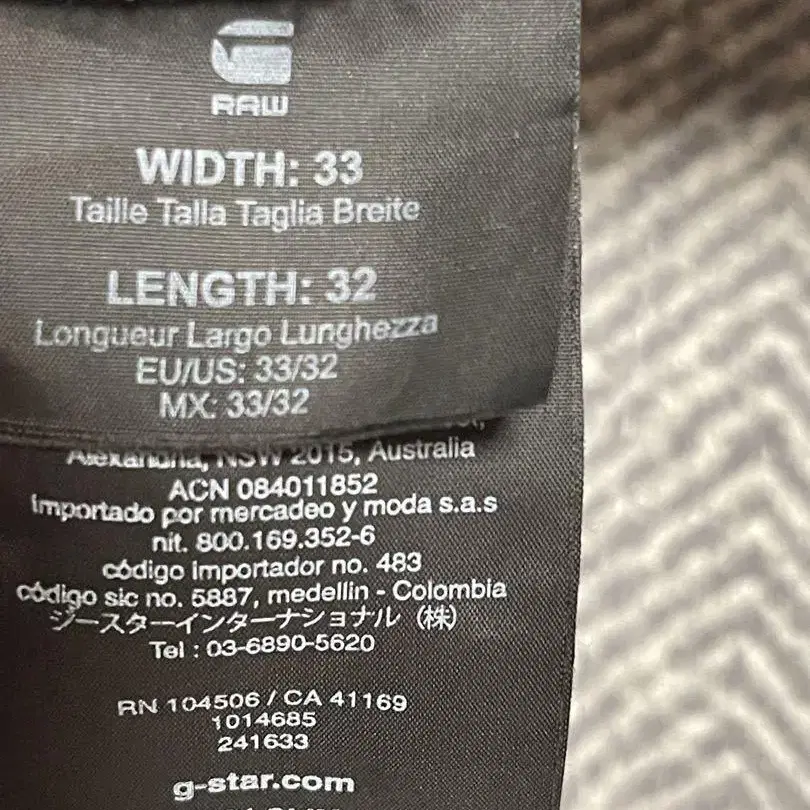 RAW
WIDTH: 33
Taille Talla Taglia Breite
LENGTH: 32
Longueur Largo Lunghezza
EU/US: 33/32
MX: 33/32
Alexandria, NSW 2015, Australia
ACN 084011852
Importado por mercadeo y moda s.a.s
nit. 800.169.352-6
código importador no. 483
código sic no. 5887, medellin - Colombia
ジースターインターナショナル（株）
Tel : 03-6890-5620
RN 104506 / CA 41169
1014685
241633
g-star.com